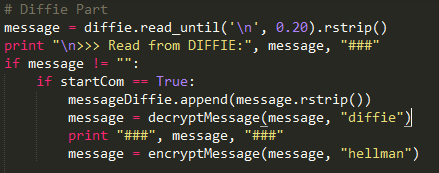 # Diffie Part
message = diffie.read_until('\n', 0.20).rstrip()
print "\n>>> Read from DIFFIE:", message, "###"
if message != "":
    if startCom == True:
        messageDiffie.append(message.rstrip())
        message = decryptMessage(message, "diffie")
        print "###", message, "###"
        message = encryptMessage(message, "hellman")